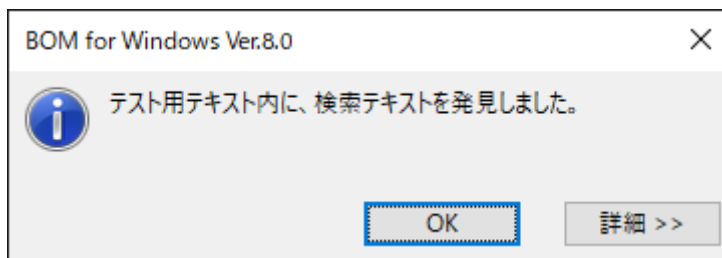 BOM for Windows Ver.8.0
テスト用テキスト内に、検索テキストを発見しました。
OK
詳細 >>